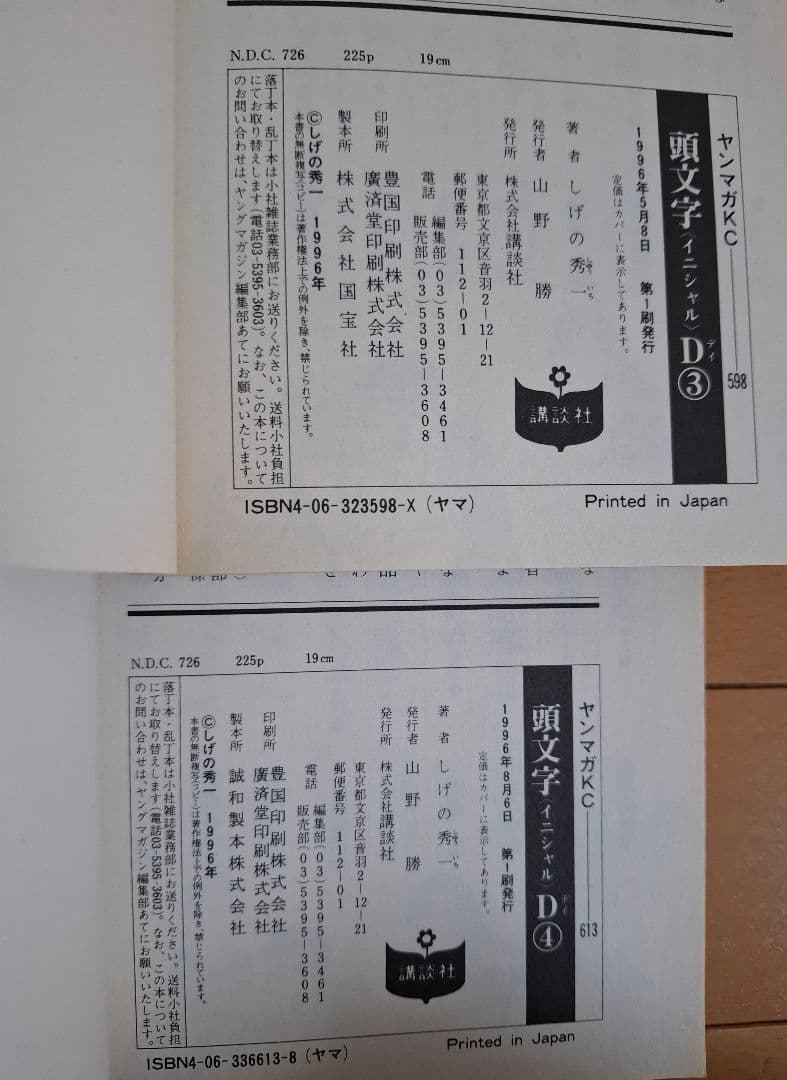 N.D.C. 726 225p 19cm
ヤンマガKC 598
頭文字〈イニシャル〉D③
ディ
1996年5月8日 第1刷発行
定価はカバーに表示してあります。
著者 しげの秀一
しゅう いち
発行者 山野 勝
発行所 株式会社講談社
東京都文京区音羽2-12-21
郵便番号 112-01
電話 編集部(03)5395-3461
販売部(03)5395-3608
印刷所 豊国印刷株式会社
廣済堂印刷株式会社
製本所 株式会社国宝社
Ⓒしげの秀一 1996年
本書の無断複写(コピー)は著作権法上での例外を除き、禁じられています。
落丁本・乱丁本は小社雑誌業務部にお送りください。送料小社負担
にてお取り替えします(電話03-5395-3603)。なお、この本について
のお問い合わせは、ヤングマガジン編集部あてにお願いいたします。
講談社
ISBN4-06-323598-X (ヤマ)
Printed in Japan
N.D.C. 726 225p 19cm
ヤンマガKC 613
頭文字〈イニシャル〉D④
ディ
1996年8月6日 第1刷発行
定価はカバーに表示してあります。
著者 しげの秀一
しゅう いち
発行者 山野 勝
発行所 株式会社講談社
東京都文京区音羽2-12-21
郵便番号 112-01
電話 編集部(03)5395-3461
販売部(03)5395-3608
印刷所 豊国印刷株式会社
廣済堂印刷株式会社
製本所 誠和製本株式会社
Ⓒしげの秀一 1996年
本書の無断複写(コピー)は著作権法上での例外を除き、禁じられています。
落丁本・乱丁本は小社雑誌業務部にお送りください。送料小社負担
にてお取り替えします(電話03-5395-3603)。なお、この本について
のお問い合わせは、ヤングマガジン編集部あてにお願いいたします。
講談社
ISBN4-06-336613-8 (ヤマ)
Printed in Japan